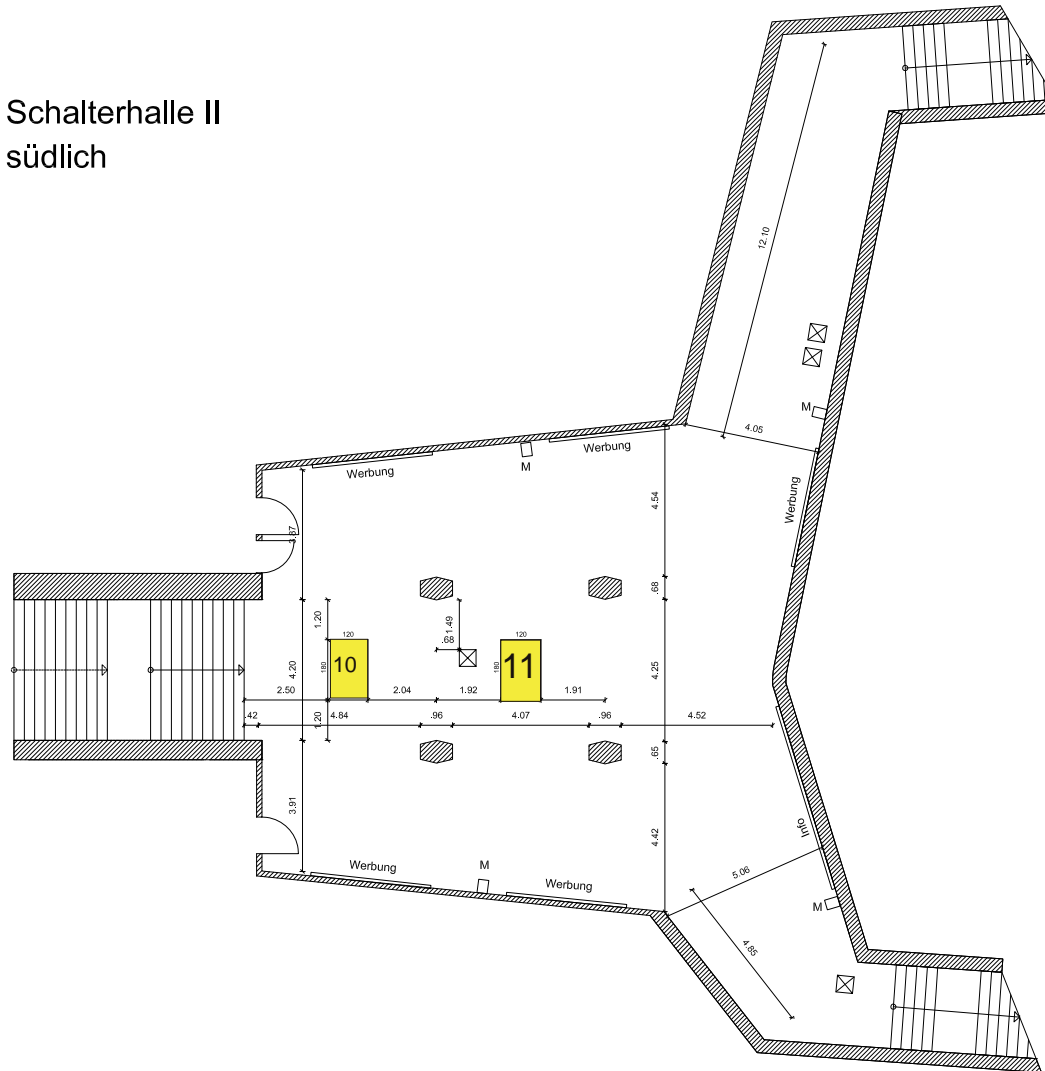 Schalterhalle II
südlich
12.10
M
4.05
Werbung
Werbung
M
Werbung
4.54
3.87
.68
1.20
1.49
120
.68
120
10
180
11
180
4.20
4.25
2.50
2.04
1.92
1.91
.42
1.20
4.84
.96
4.07
.96
4.52
.65
3.91
4.42
Info
Werbung
M
Werbung
5.06
M
4.85